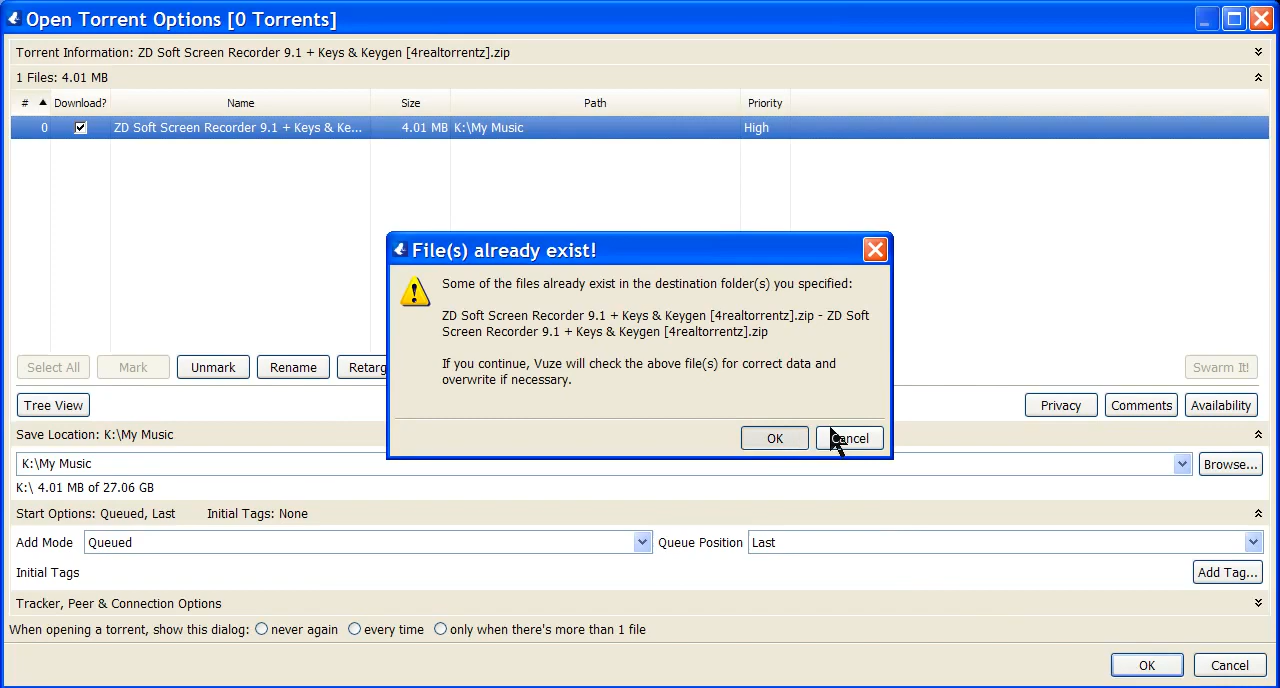 Open Torrent Options [0 Torrents]
Torrent Information: ZD Soft Screen Recorder 9.1 + Keys & Keygen [4realtorrentz].zip
1 Files: 4.01 MB
# Download? Name Size Path Priority
0 ZD Soft Screen Recorder 9.1 + Keys & Ke... 4.01 MB K:\My Music High
File(s) already exist!
Some of the files already exist in the destination folder(s) you specified:
ZD Soft Screen Recorder 9.1 + Keys & Keygen [4realtorrentz].zip - ZD Soft
Screen Recorder 9.1 + Keys & Keygen [4realtorrentz].zip
If you continue, Vuze will check the above file(s) for correct data and
overwrite if necessary.
OK Cancel
Select All Mark Unmark Rename Retarg Swarm It!
Tree View Privacy Comments Availability
Save Location: K:\My Music
K:\My Music Browse...
K:\ 4.01 MB of 27.06 GB
Start Options: Queued, Last Initial Tags: None
Add Mode Queued Queue Position Last
Initial Tags Add Tag...
Tracker, Peer & Connection Options
When opening a torrent, show this dialog: never again every time only when there's more than 1 file
OK Cancel